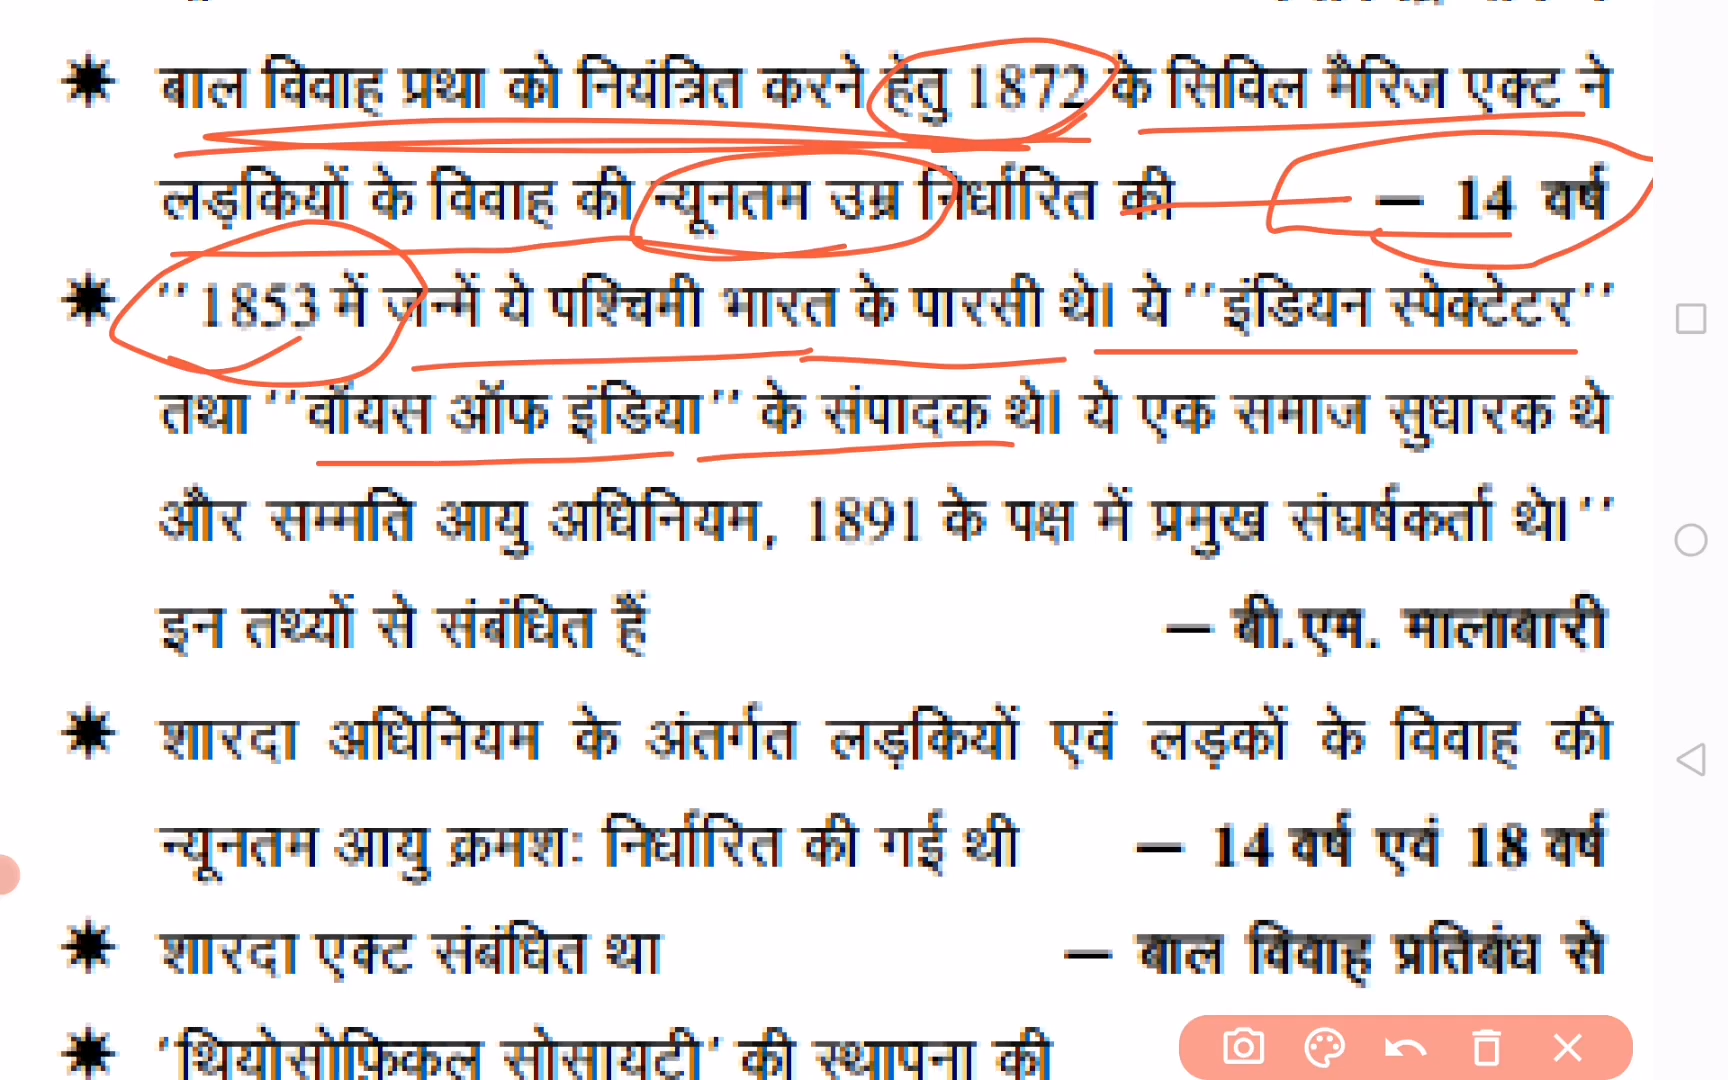 ✷ बाल विवाह प्रथा को नियंत्रित करने हेतु 1872 के सिविल मैरिज एक्ट ने
लड़कियों के विवाह की न्यूनतम उम्र निर्धारित की — 14 वर्ष
✷ ''1853 में जन्में ये पश्चिमी भारत के पारसी थे। ये ''इंडियन स्पेक्टेटर''
तथा ''वॉयस ऑफ इंडिया'' के संपादक थे। ये एक समाज सुधारक थे
और सम्मति आयु अधिनियम, 1891 के पक्ष में प्रमुख संघर्षकर्ता थे।''
इन तथ्यों से संबंधित हैं — बी.एम. मालाबारी
✷ शारदा अधिनियम के अंतर्गत लड़कियों एवं लड़कों के विवाह की
न्यूनतम आयु क्रमशः निर्धारित की गई थी — 14 वर्ष एवं 18 वर्ष
✷ शारदा एक्ट संबंधित था — बाल विवाह प्रतिबंध से
✷ 'थियोसोफिकल सोसायटी' की स्थापना की